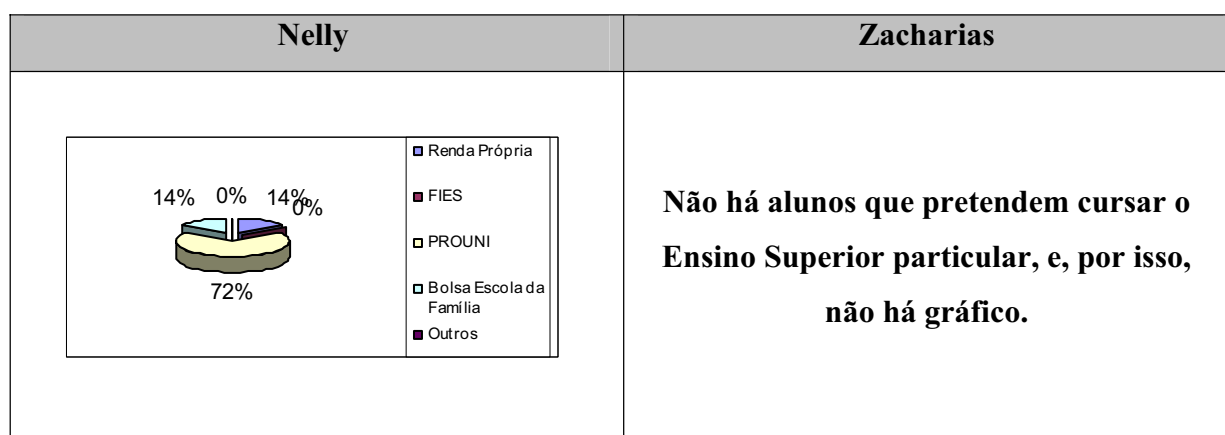 Nelly
Zacharias
14%
0%
14%
0%
72%
Renda Própria
FIES
PROUNI
Bolsa Escola da
Família
Outros
Não há alunos que pretendem cursar o
Ensino Superior particular, e, por isso,
não há gráfico.